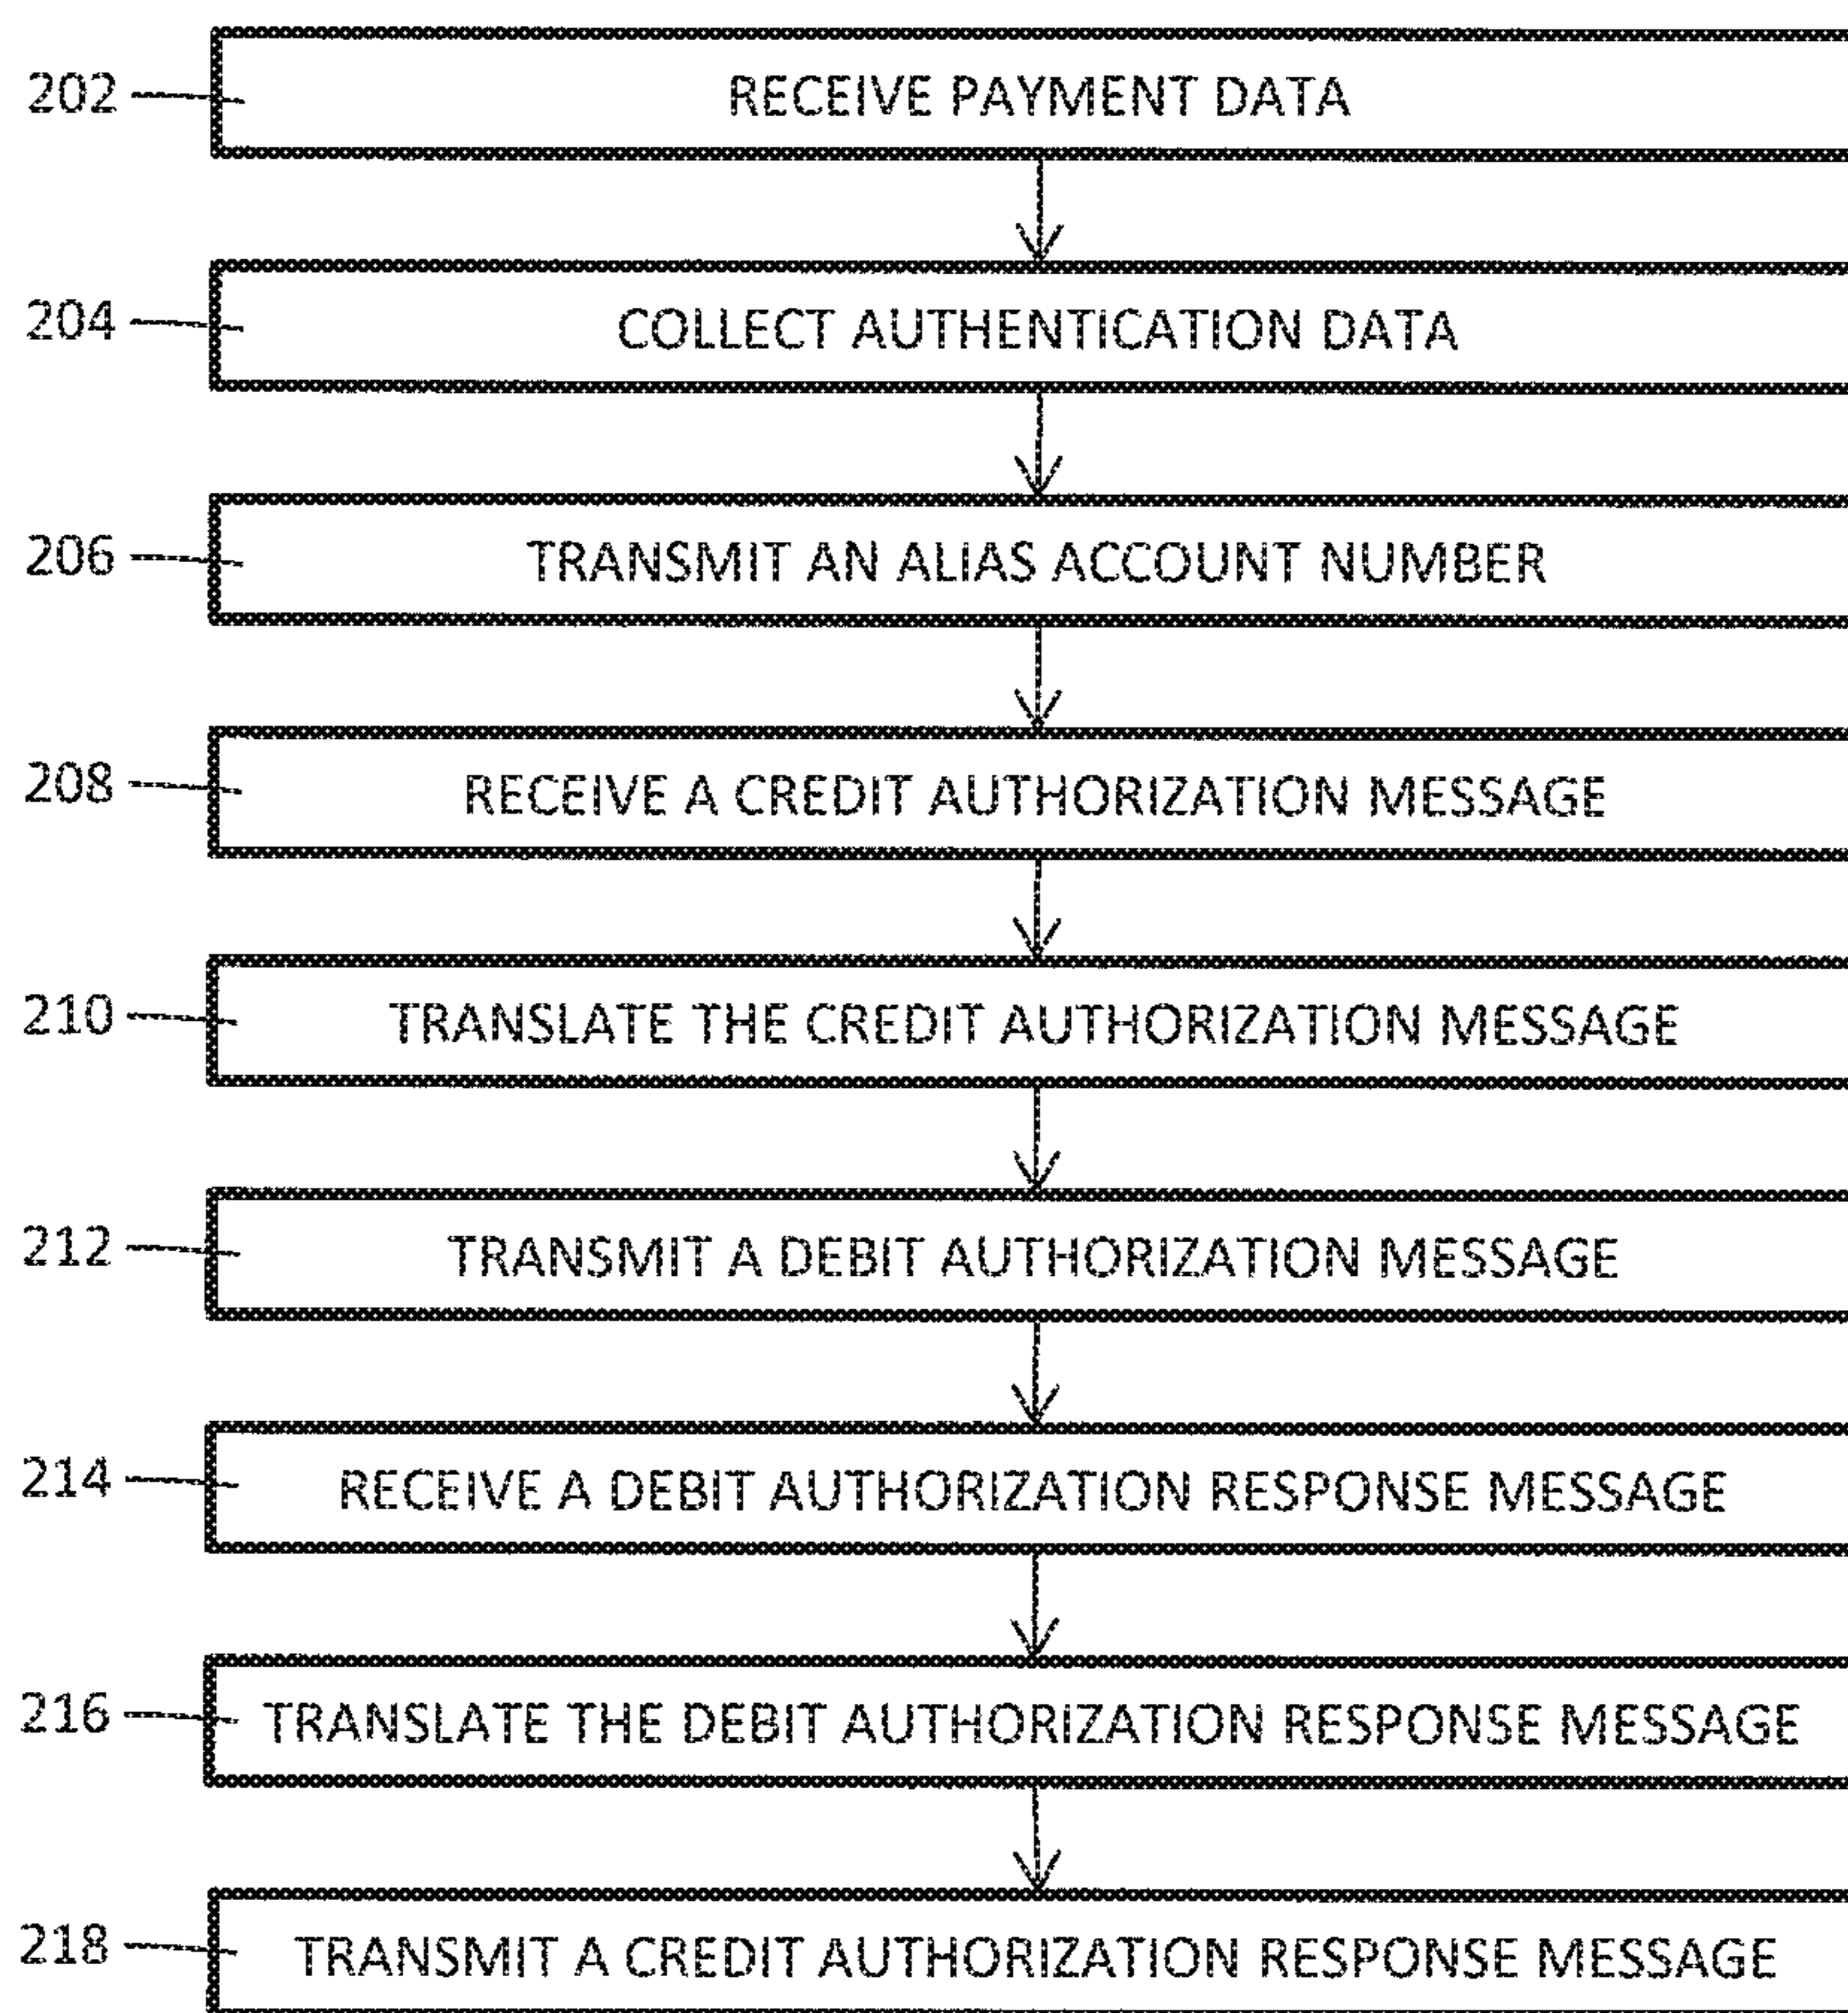 202 RECEIVE PAYMENT DATA
204 COLLECT AUTHENTICATION DATA
206 TRANSMIT AN ALIAS ACCOUNT NUMBER
208 RECEIVE A CREDIT AUTHORIZATION MESSAGE
210 TRANSLATE THE CREDIT AUTHORIZATION MESSAGE
212 TRANSMIT A DEBIT AUTHORIZATION MESSAGE
214 RECEIVE A DEBIT AUTHORIZATION RESPONSE MESSAGE
216 TRANSLATE THE DEBIT AUTHORIZATION RESPONSE MESSAGE
218 TRANSMIT A CREDIT AUTHORIZATION RESPONSE MESSAGE